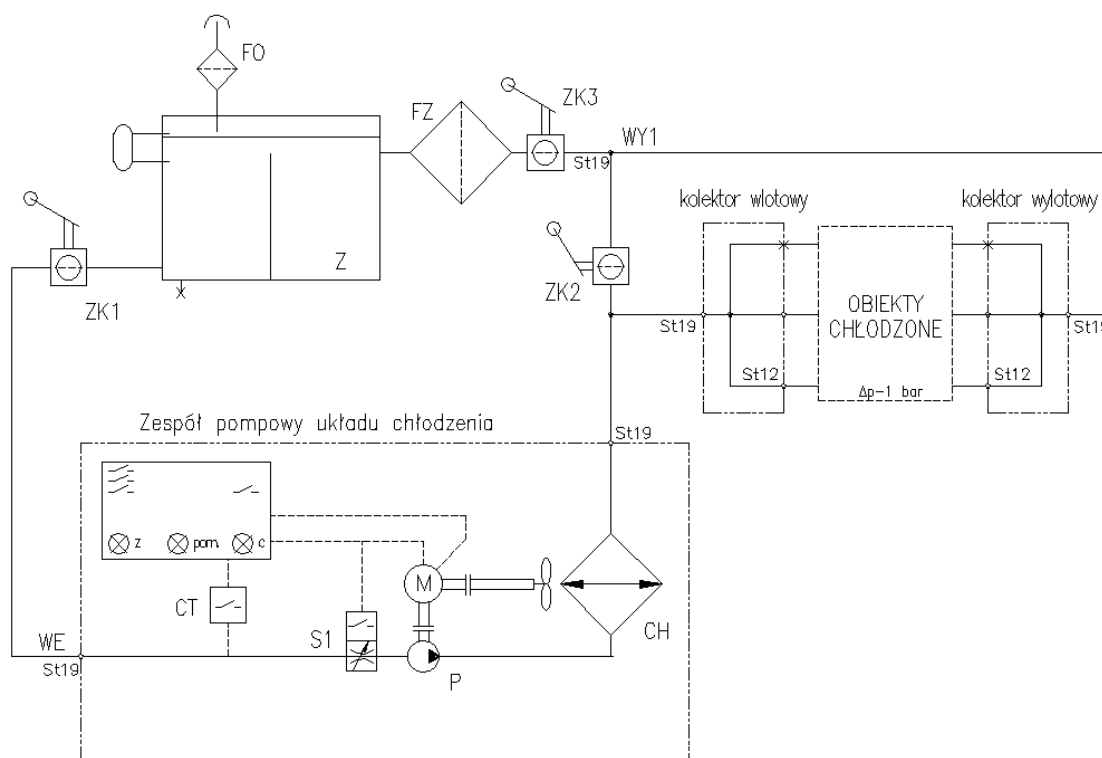 FO
FZ
ZK3
St19
WY1
kolektor wlotowy
kolektor wylotowy
ZK1
Z
ZK2
OBIEKTY
CHŁODZONE
St19
St19
St12
St12
Δp-1 bar
Zespół pompowy układu chłodzenia
St19
z
pom.
c
M
CT
S1
CH
WE
St19
P